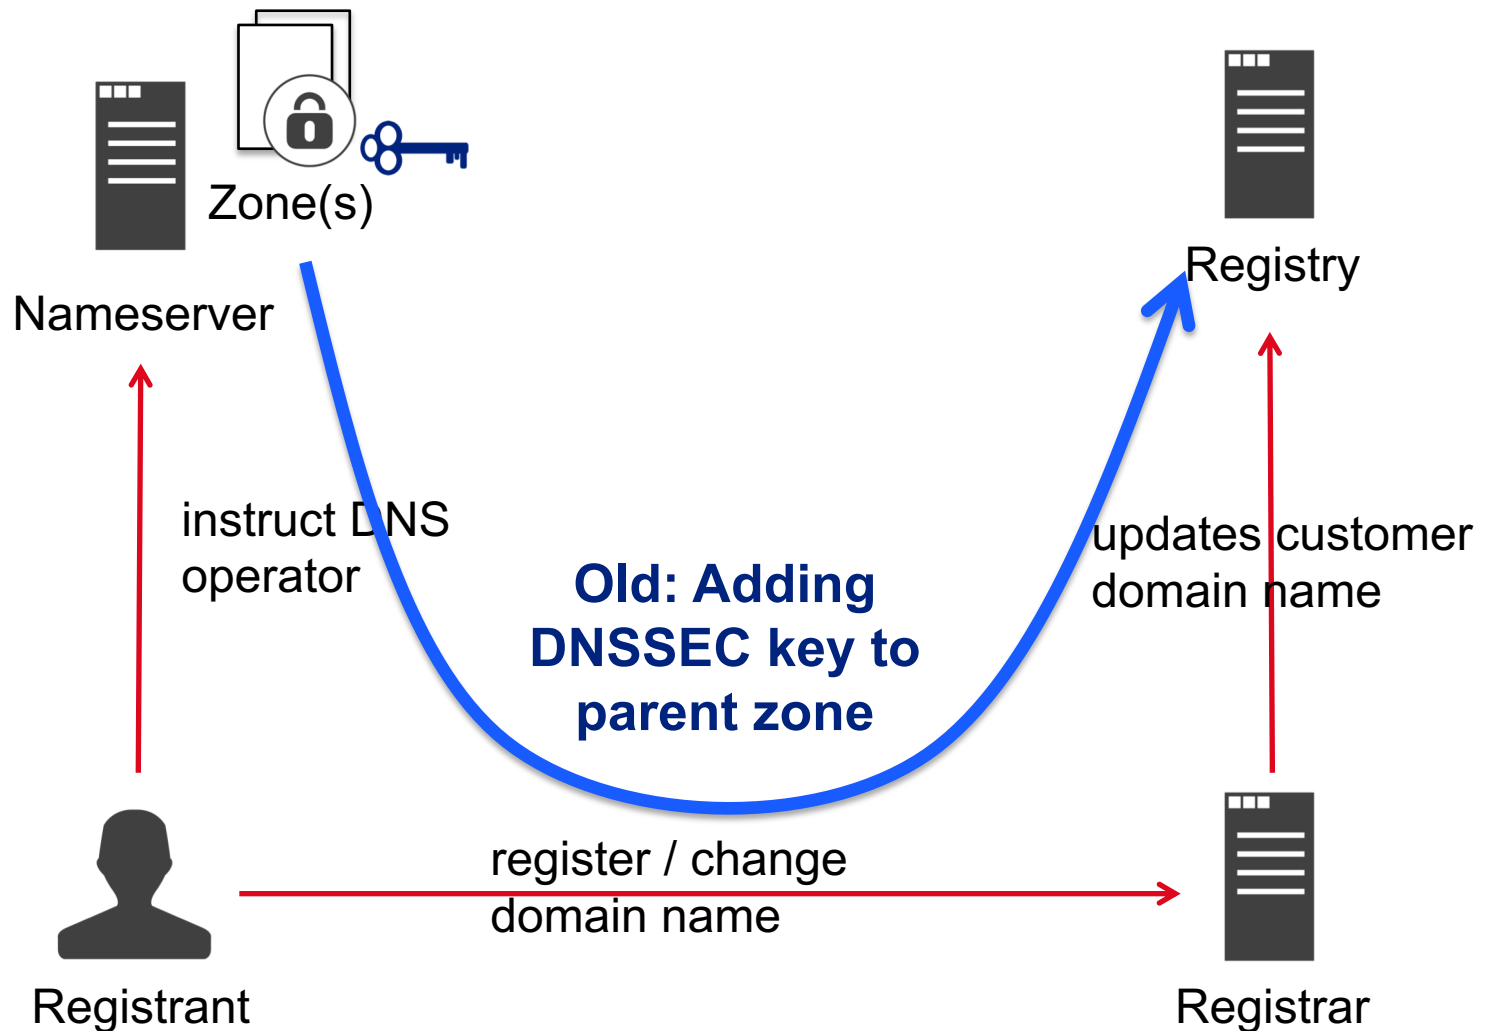 Zone(s)
Nameserver
Registry
instruct DNS
operator
Old: Adding
DNSSEC key to
parent zone
updates customer
domain name
register / change
domain name
Registrant
Registrar